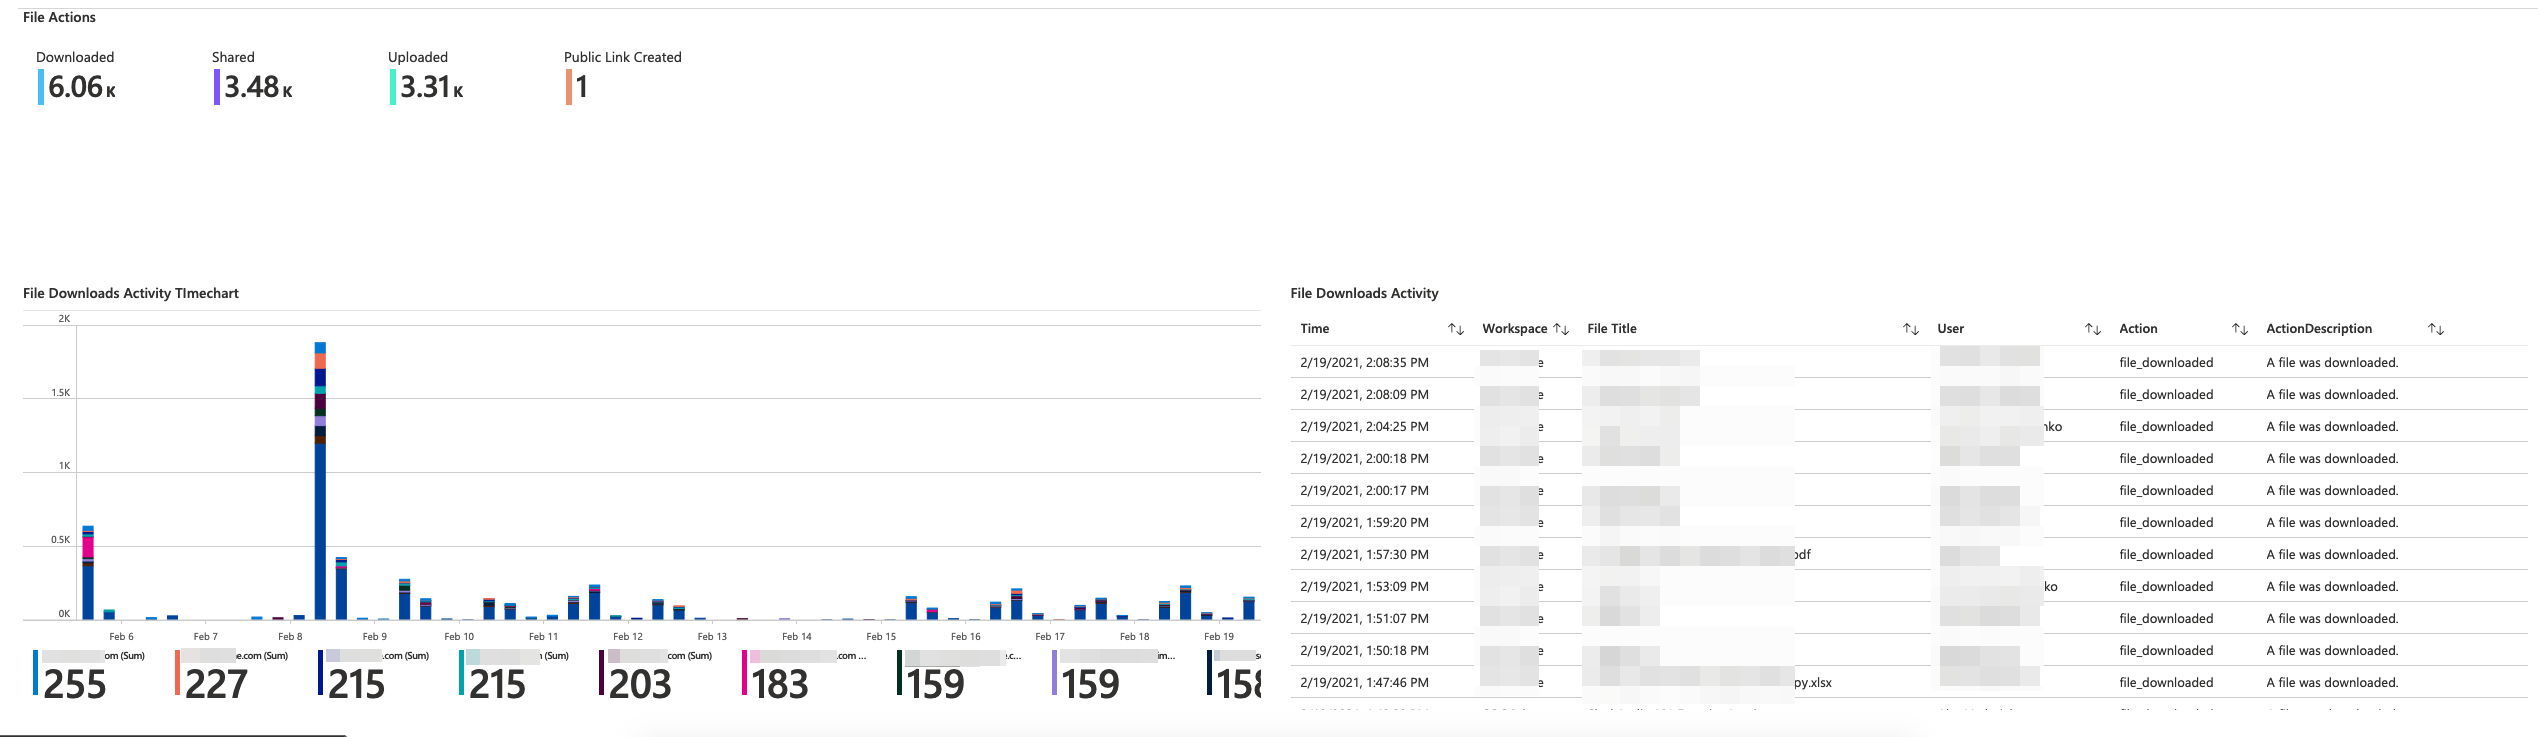 File Actions
Downloaded Shared Uploaded Public Link Created
6.06 K 3.48 K 3.31 K 1
File Downloads Activity TImechart
2K
1.5K
1K
0.5K
0K
Feb 6 Feb 7 Feb 8 Feb 9 Feb 10 Feb 11 Feb 12 Feb 13 Feb 14 Feb 15 Feb 16 Feb 17 Feb 18 Feb 19
om (Sum) e.com (Sum) .com (Sum) (Sum) com (Sum) .com ... .c... im...
255 227 215 215 203 183 159 159 158
File Downloads Activity
Time Workspace File Title User Action ActionDescription
2/19/2021, 2:08:35 PM e file_downloaded A file was downloaded.
2/19/2021, 2:08:09 PM e file_downloaded A file was downloaded.
2/19/2021, 2:04:25 PM e nko file_downloaded A file was downloaded.
2/19/2021, 2:00:18 PM e file_downloaded A file was downloaded.
2/19/2021, 2:00:17 PM e file_downloaded A file was downloaded.
2/19/2021, 1:59:20 PM e file_downloaded A file was downloaded.
2/19/2021, 1:57:30 PM e pdf file_downloaded A file was downloaded.
2/19/2021, 1:53:09 PM e ko file_downloaded A file was downloaded.
2/19/2021, 1:51:07 PM e file_downloaded A file was downloaded.
2/19/2021, 1:50:18 PM e file_downloaded A file was downloaded.
2/19/2021, 1:47:46 PM e py.xlsx file_downloaded A file was downloaded.